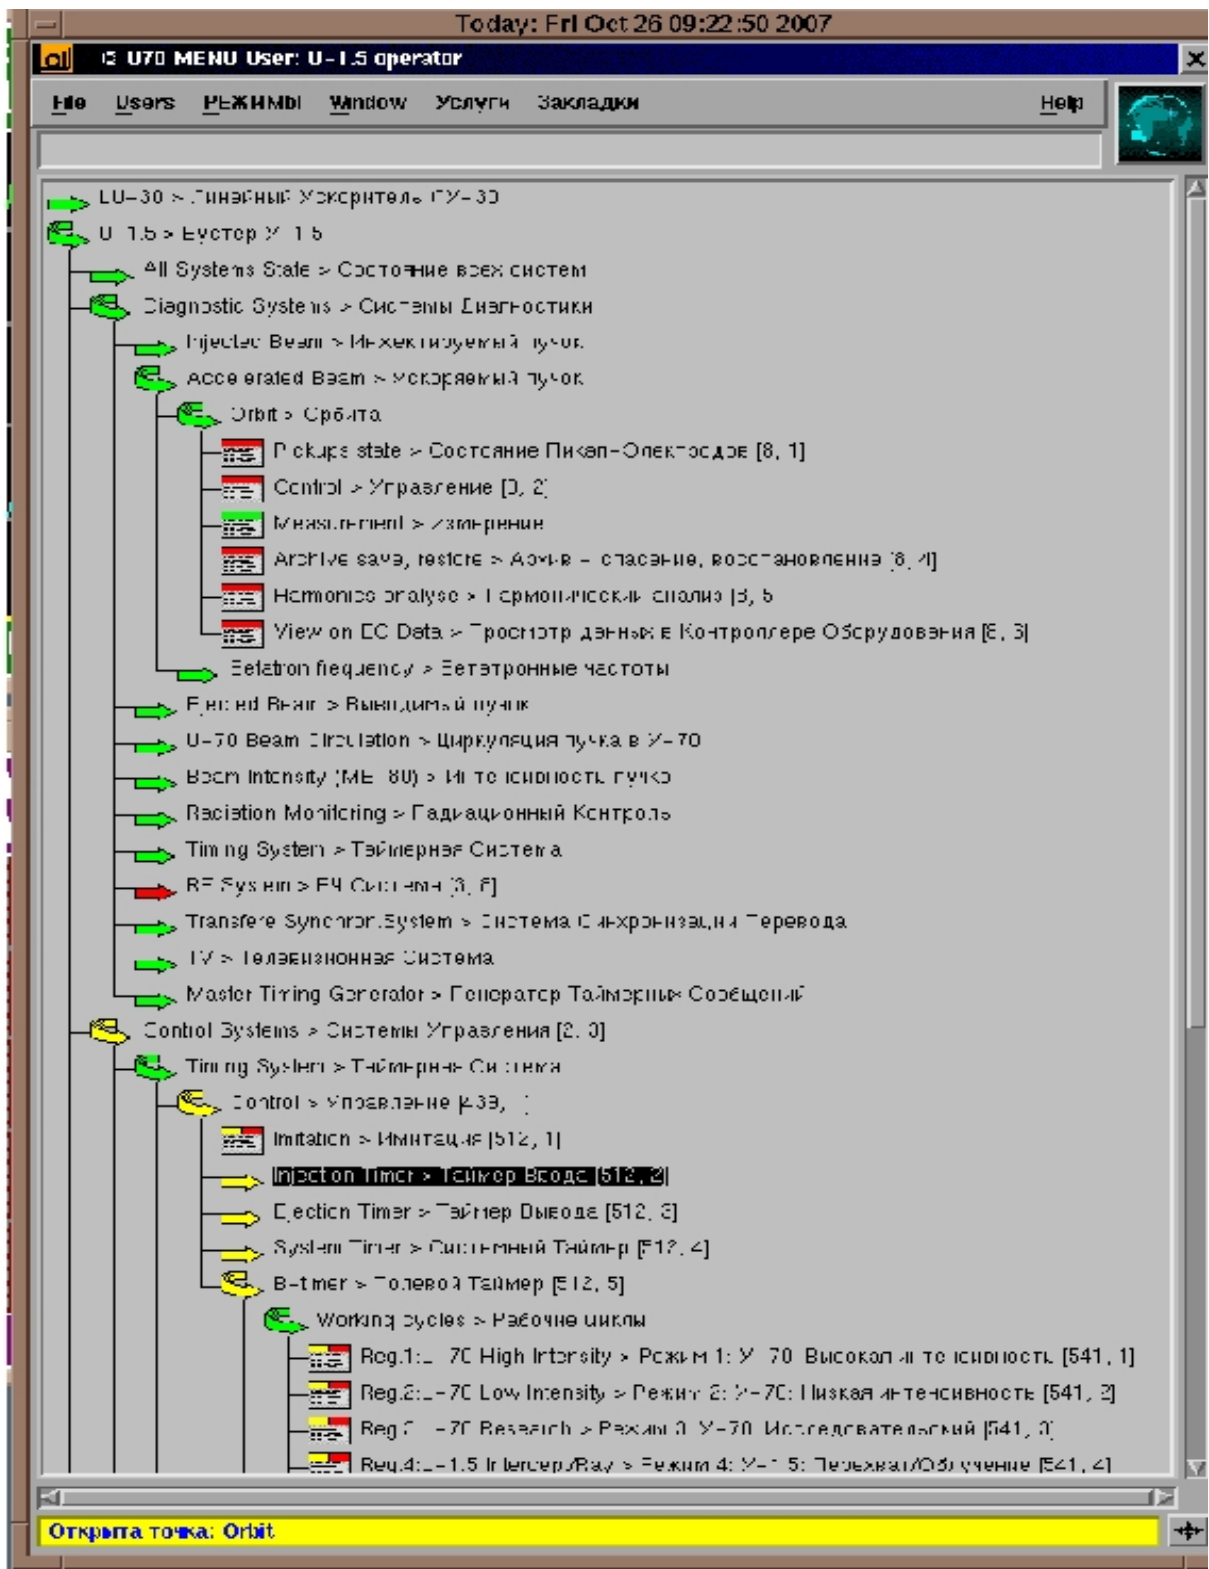 Today: Fri Oct 26 09:22:50 2007
U70 MENU User: U-1.5 operator
File Users РЕЖИМЫ Window Услуги Закладки Help
LU-30 > Линейный Ускоритель ЛУ-30
U-1.5 > Бустер У-1.5
All Systems State > Состояние всех систем
Diagnostic Systems > Системы Диагностики
Injected Beam > Инжектируемый пучок
Accelerated Beam > Ускоряемый пучок
Orbit > Орбита
Pickups state > Состояние Пикап-Электродов [8, 1]
Control > Управление [8, 2]
Measurement > Измерение
Archive save, restore > Архив - спасение, восстановление [8, 4]
Harmonics analyse > Гармонический анализ [8, 5
View on EC Data > Просмотр данных в Контроллере Оборудования [8, 6]
Betatron frequency > Бетатронные частоты
Ejected Beam > Выводимый пучок
U-70 Beam Circulation > Циркуляция пучка в У-70
Beam Intensity > Интенсивность пучка
Radiation Monitoring > Радиационный Контроль
Timing System > Таймерная Система
RF System > ВЧ Система
Transfere Synchron.System > Система Синхронизации Перевода
TV > Телевизионная Система
Master Timing Generator > Генератор Таймерных Сообщений
Control Systems > Системы Управления
Timing System > Таймерная Система
Control > Управление
Imitation > Имитация [512, 1]
Injection Timer > Таймер Ввода [512, 2]
Ejection Timer > Таймер Вывода [512, 3]
System Timer > Системный Таймер [512, 4]
B-timer > Полевой Таймер [512, 5]
Working cycles > Рабочие циклы
Reg.1:U-70 High Intensity > Режим 1: У-70: Высокая интенсивность [541, 1]
Reg.2:U-70 Low Intensity > Режим 2: У-70: Низкая интенсивность [541, 2]
Reg.3:U-70 Research > Режим 3: У-70: Исследовательский [541, 3]
Reg.4:U-1.5 Intercep./Ray > Режим 4: У-1.5: Перехват/Облучение [541, 4]
Открыта точка: Orbit